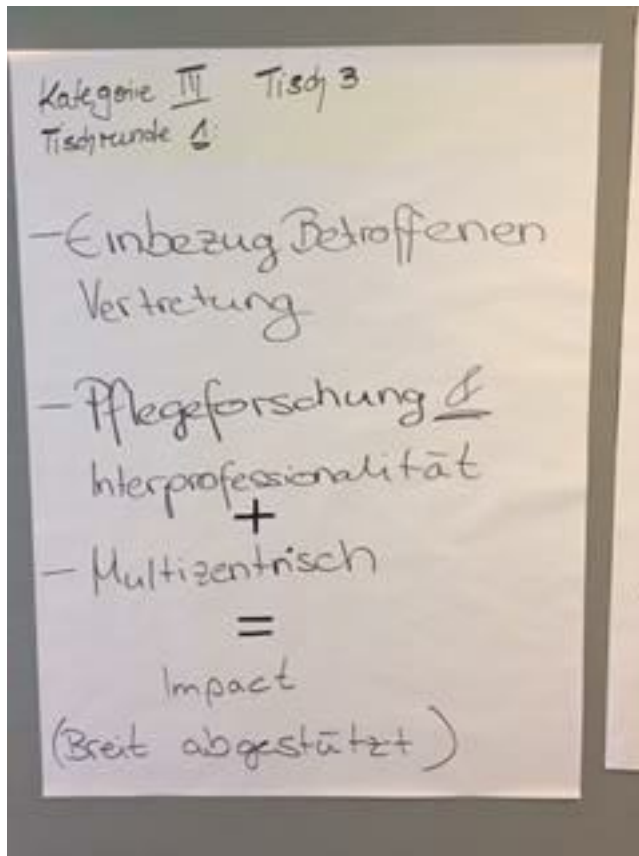 Kategorie III Tisch 3
Tischrunde 1:
- Einbezug Betroffenen
Vertretung
- Pflegeforschung &
Interprofessionalität
+
- Multizentrisch
=
Impact
(Breit abgestützt)